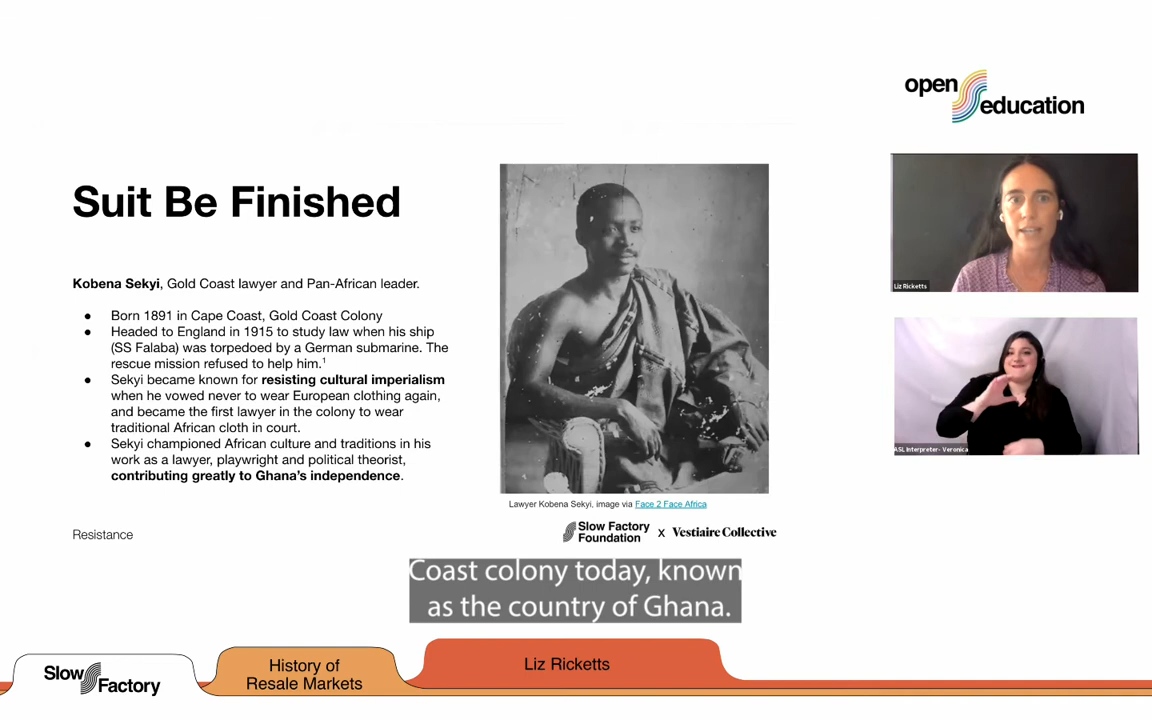 open
education
Suit Be Finished
Kobena Sekyi, Gold Coast lawyer and Pan-African leader.
● Born 1891 in Cape Coast, Gold Coast Colony
● Headed to England in 1915 to study law when his ship
(SS Falaba) was torpedoed by a German submarine. The
rescue mission refused to help him.¹
● Sekyi became known for resisting cultural imperialism
when he vowed never to wear European clothing again,
and became the first lawyer in the colony to wear
traditional African cloth in court.
● Sekyi championed African culture and traditions in his
work as a lawyer, playwright and political theorist,
contributing greatly to Ghana's independence.
Lawyer Kobena Sekyi, image via Face 2 Face Africa
Resistance
Slow Factory
Foundation x Vestiaire Collective
Liz Ricketts
ASL Interpreter- Veronica
Coast colony today, known
as the country of Ghana.
Slow
Factory
History of
Resale Markets
Liz Ricketts